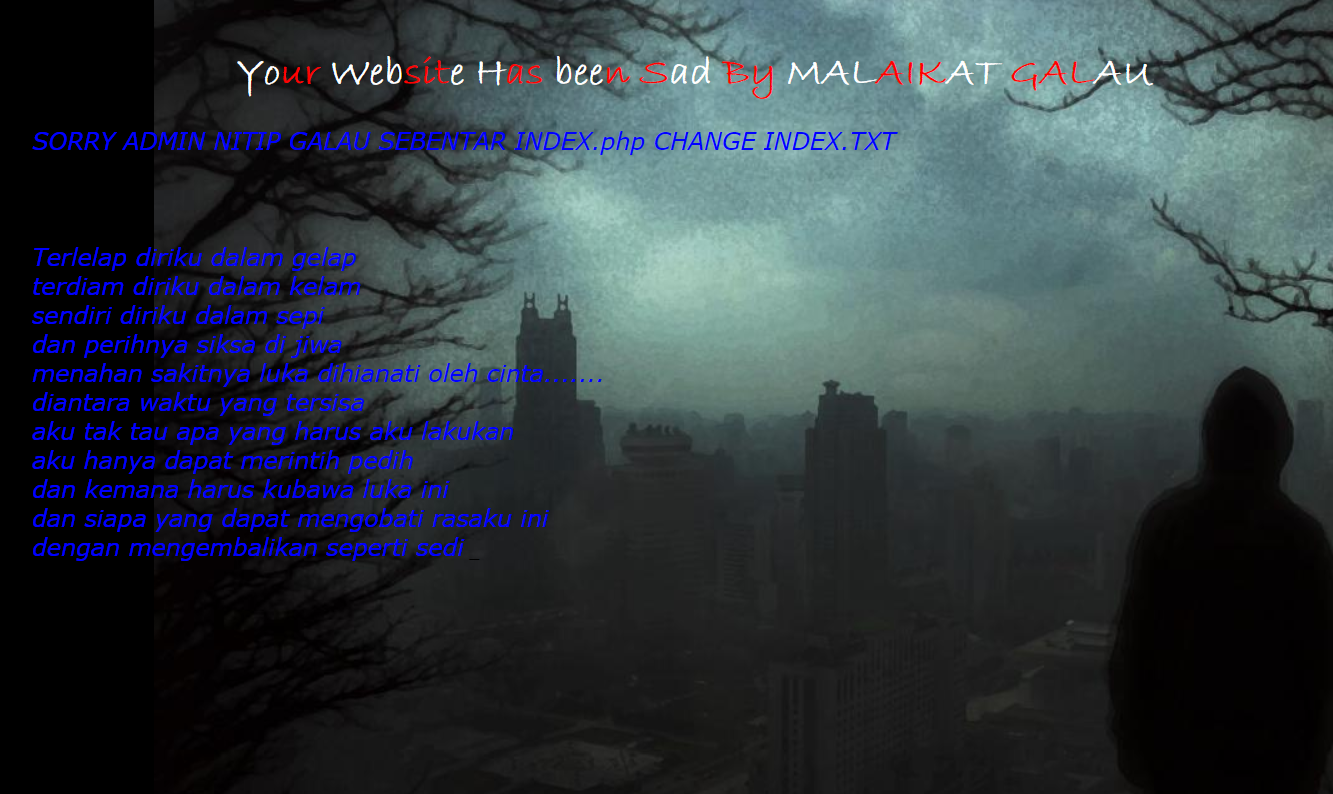 Your Website Has been Sad By MALAIKAT GALAU
SORRY ADMIN NITIP GALAU SEBENTAR INDEX.php CHANGE INDEX.TXT
Terlelap diriku dalam gelap
terdiam diriku dalam kelam
sendiri diriku dalam sepi
dan perihnya siksa di jiwa
menahan sakitnya luka dihianati oleh cinta.......
diantara waktu yang tersisa
aku tak tau apa yang harus aku lakukan
aku hanya dapat merintih pedih
dan kemana harus kubawa luka ini
dan siapa yang dapat mengobati rasaku ini
dengan mengembalikan seperti sedi _